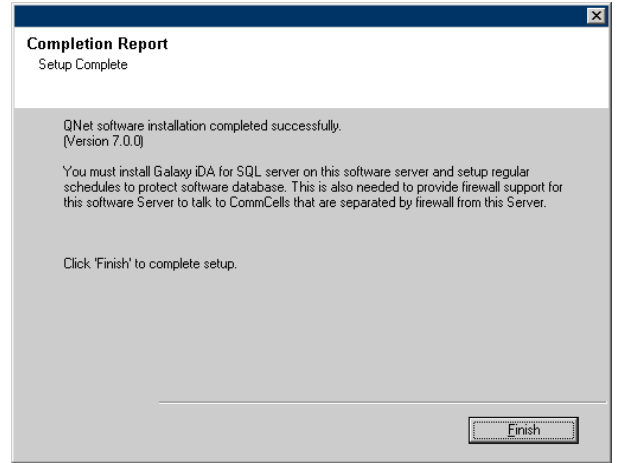 Completion Report
Setup Complete
QNet software installation completed successfully.
(Version 7.0.0)
You must install Galaxy iDA for SQL server on this software server and setup regular
schedules to protect software database. This is also needed to provide firewall support for
this software Server to talk to CommCells that are separated by firewall from this Server.
Click 'Finish' to complete setup.
Finish